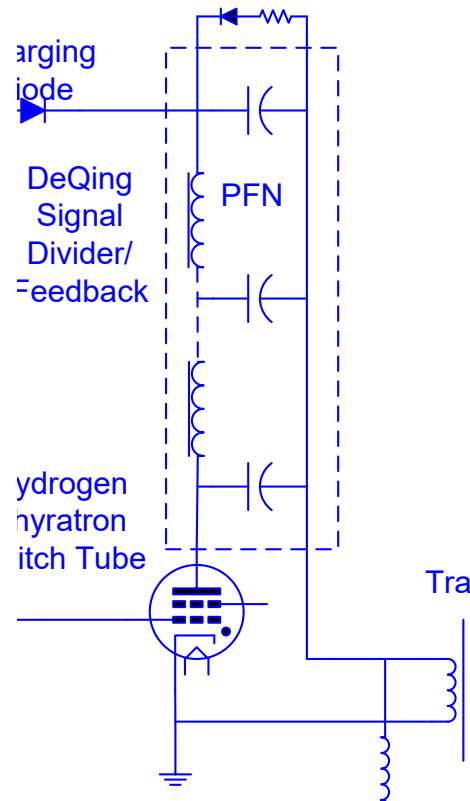 arging
iode
DeQing
Signal
Divider/
Feedback
PFN
ydrogen
hyratron
itch Tube
Tra